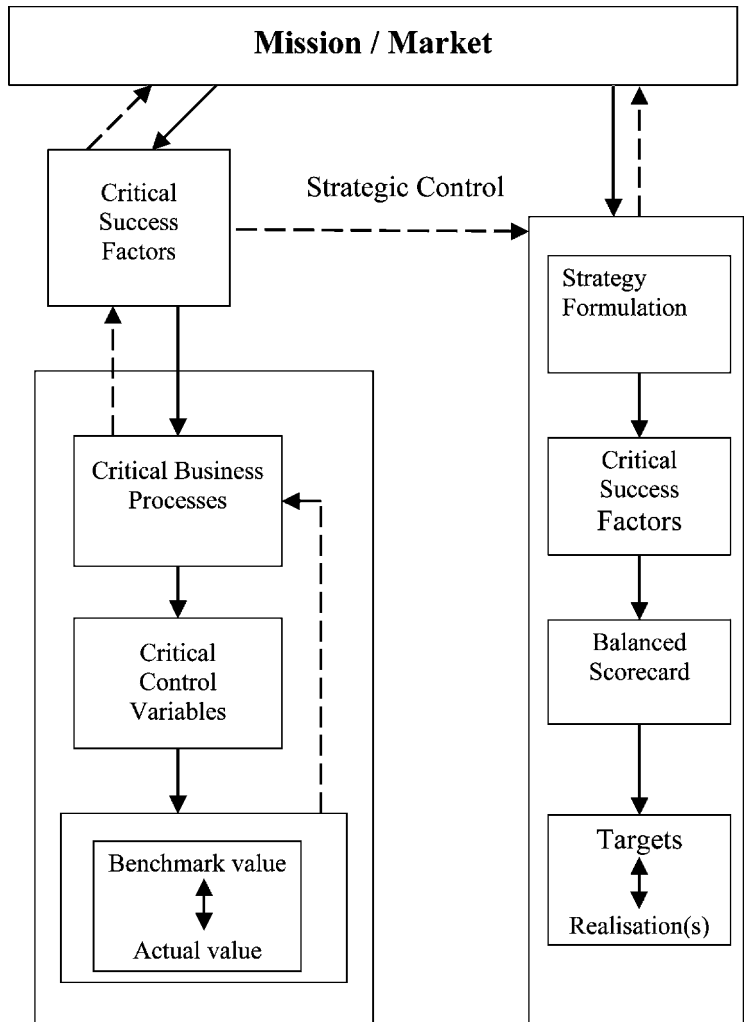 Mission / Market
Critical
Success
Factors
Strategic Control
Critical Business
Processes
Critical
Control
Variables
Benchmark value
Actual value
Strategy
Formulation
Critical
Success
Factors
Balanced
Scorecard
Targets
Realisation(s)